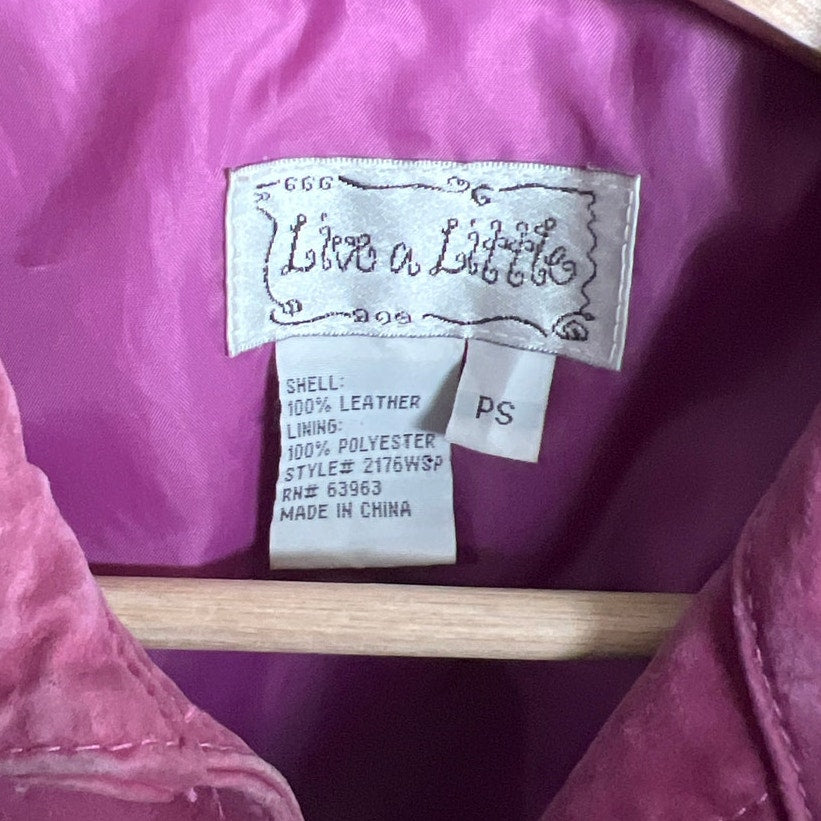 Live a Little
SHELL:
100% LEATHER
LINING:
100% POLYESTER
STYLE# 2176WSP
RN# 63963
MADE IN CHINA
PS